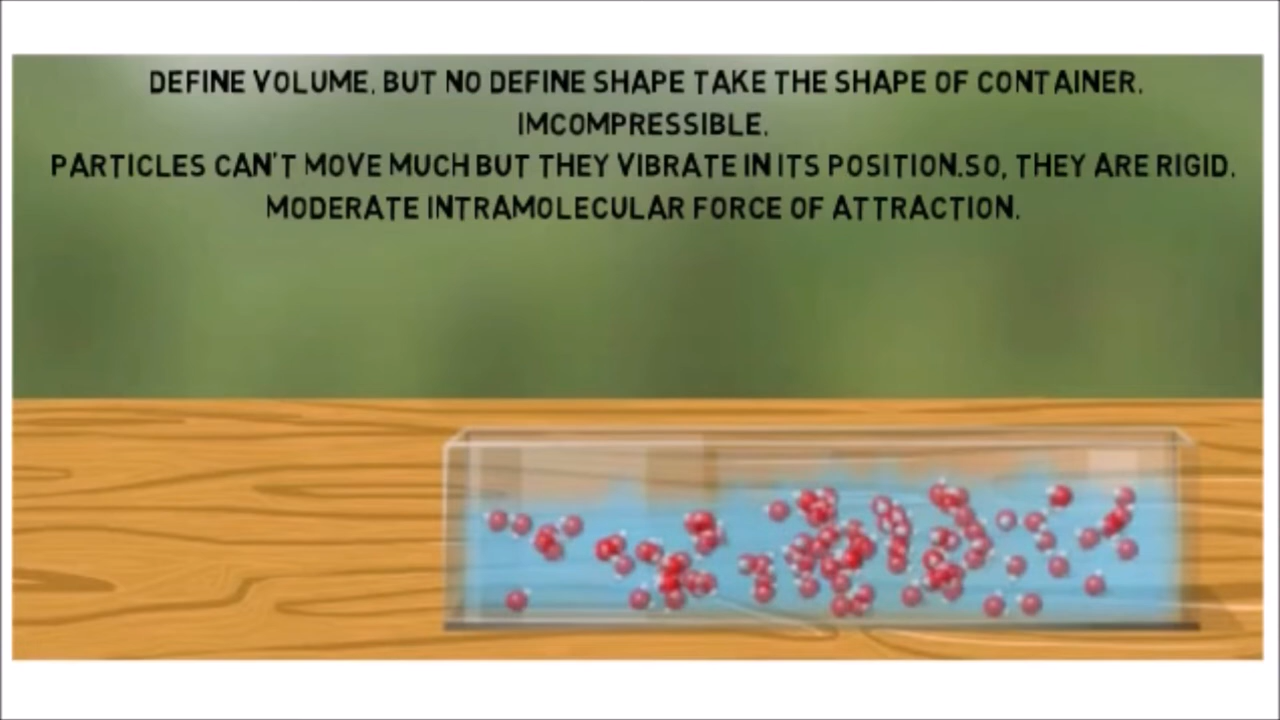 DEFINE VOLUME, BUT NO DEFINE SHAPE TAKE THE SHAPE OF CONTAINER.
IMCOMPRESSIBLE.
PARTICLES CAN'T MOVE MUCH BUT THEY VIBRATE IN ITS POSITION.SO, THEY ARE RIGID.
MODERATE INTRAMOLECULAR FORCE OF ATTRACTION.